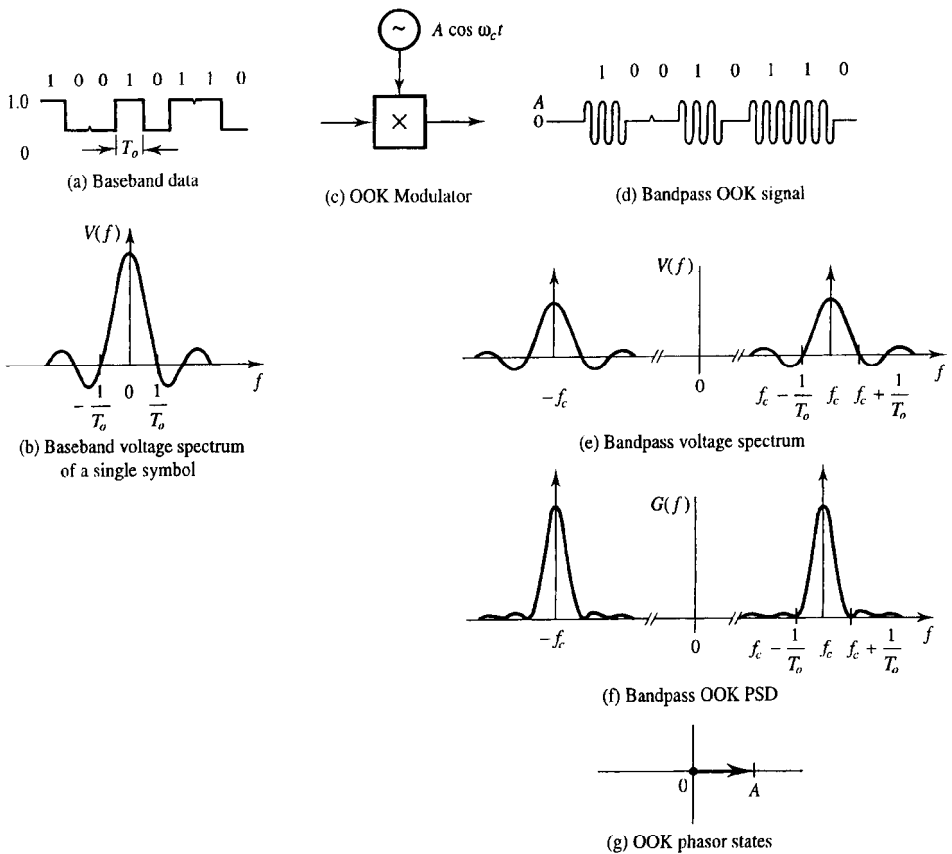 A cos ω_c t
1 0 0 1 0 1 1 0
1.0
0
T_o
(a) Baseband data
×
(c) OOK Modulator
1 0 0 1 0 1 1 0
A
0
(d) Bandpass OOK signal
V(f)
−1/T_o 0 1/T_o f
(b) Baseband voltage spectrum
of a single symbol
V(f)
−f_c 0 f_c − 1/T_o f_c f_c + 1/T_o f
(e) Bandpass voltage spectrum
G(f)
−f_c 0 f_c − 1/T_o f_c f_c + 1/T_o f
(f) Bandpass OOK PSD
0 A
(g) OOK phasor states